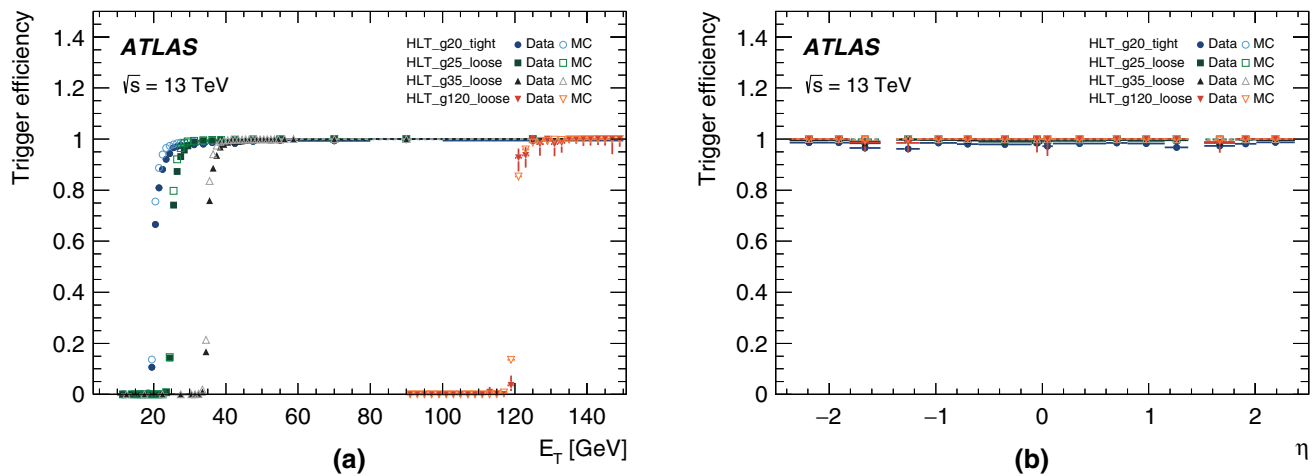 Trigger efficiency
1.4
1.2
1
0.8
0.6
0.4
0.2
0
ATLAS
√s = 13 TeV
HLT_g20_tight Data MC
HLT_g25_loose Data MC
HLT_g35_loose Data MC
HLT_g120_loose Data MC
20 40 60 80 100 120 140
E_T [GeV]
(a)
Trigger efficiency
1.4
1.2
1
0.8
0.6
0.4
0.2
0
ATLAS
√s = 13 TeV
HLT_g20_tight Data MC
HLT_g25_loose Data MC
HLT_g35_loose Data MC
HLT_g120_loose Data MC
−2 −1 0 1 2
η
(b)